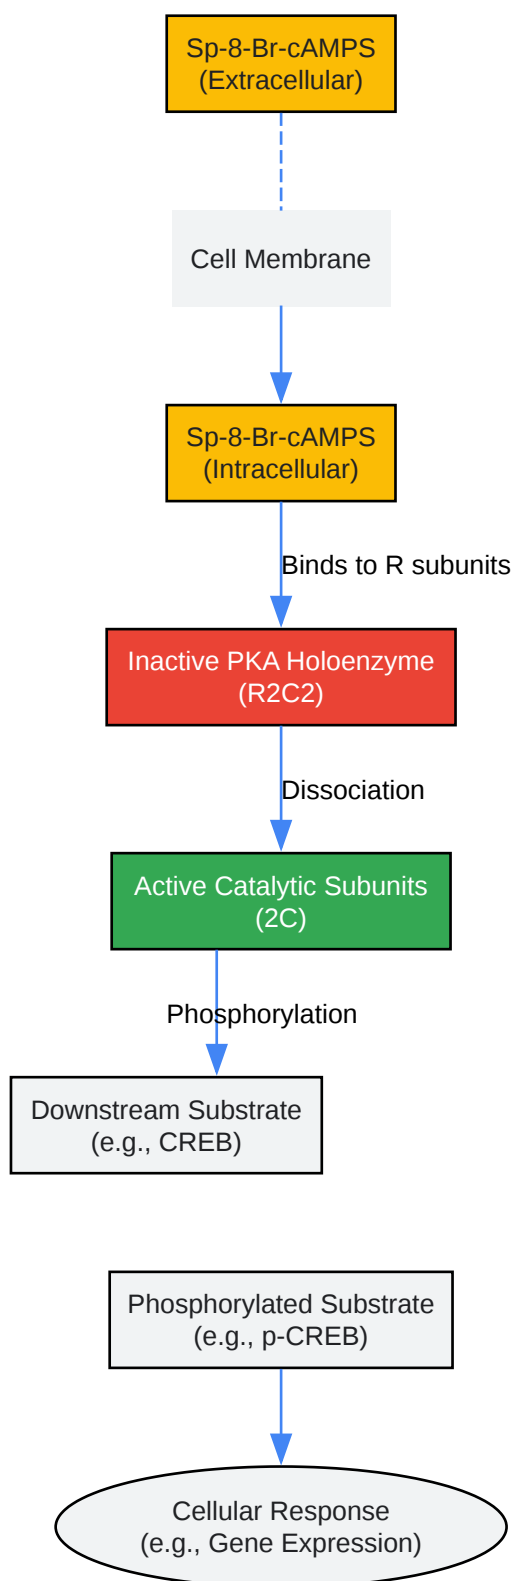 Sp-8-Br-cAMPS
(Extracellular)
Cell Membrane
Sp-8-Br-cAMPS
(Intracellular)
Binds to R subunits
Inactive PKA Holoenzyme
(R2C2)
Dissociation
Active Catalytic Subunits
(2C)
Phosphorylation
Downstream Substrate
(e.g., CREB)
Phosphorylated Substrate
(e.g., p-CREB)
Cellular Response
(e.g., Gene Expression)